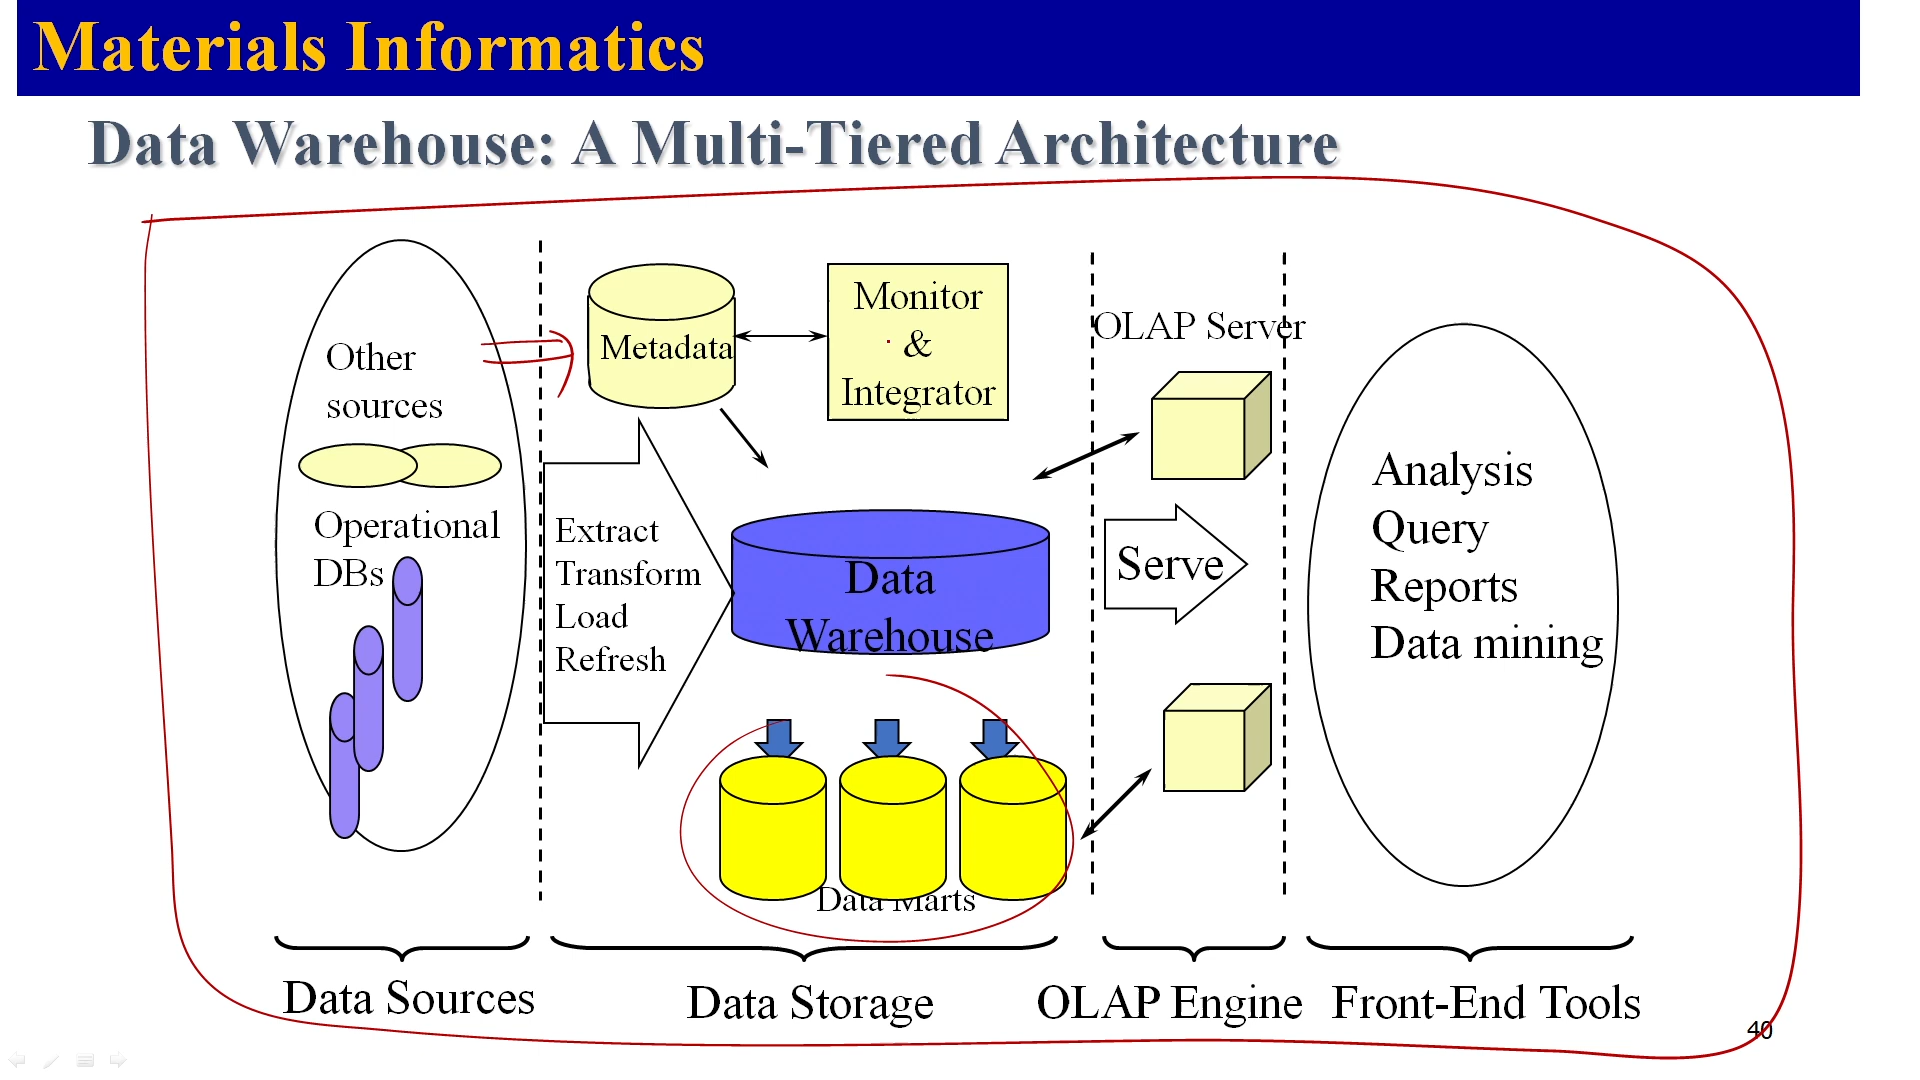 Materials Informatics
Data Warehouse: A Multi-Tiered Architecture
Other
sources
Operational
DBs
Metadata
Monitor
&
Integrator
Extract
Transform
Load
Refresh
Data
Warehouse
Data Marts
OLAP Server
Serve
Analysis
Query
Reports
Data mining
Data Sources
Data Storage
OLAP Engine
Front-End Tools
40